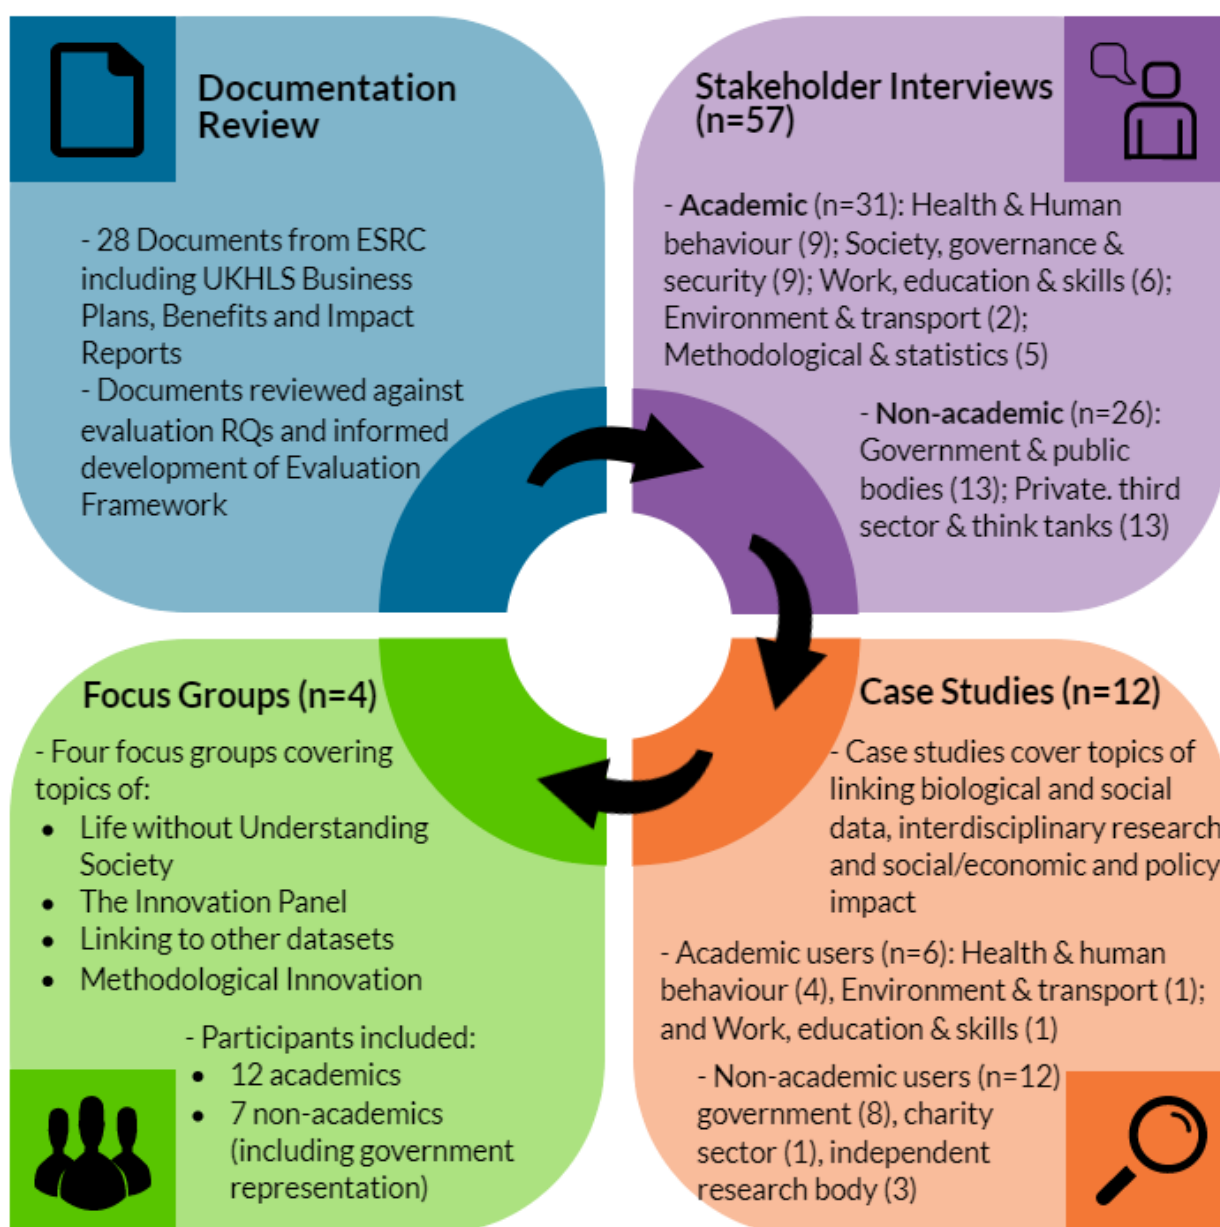 Documentation
Review
- 28 Documents from ESRC
including UKHLS Business
Plans, Benefits and Impact
Reports
- Documents reviewed against
evaluation RQs and informed
development of Evaluation
Framework
Stakeholder Interviews
(n=57)
- Academic (n=31): Health & Human
behaviour (9); Society, governance &
security (9); Work, education & skills (6);
Environment & transport (2);
Methodological & statistics (5)
- Non-academic (n=26):
Government & public
bodies (13); Private. third
sector & think tanks (13)
Focus Groups (n=4)
- Four focus groups covering
topics of:
• Life without Understanding
Society
• The Innovation Panel
• Linking to other datasets
• Methodological Innovation
- Participants included:
• 12 academics
• 7 non-academics
(including government
representation)
Case Studies (n=12)
- Case studies cover topics of
linking biological and social
data, interdisciplinary research
and social/economic and policy
impact
- Academic users (n=6): Health & human
behaviour (4), Environment & transport (1);
and Work, education & skills (1)
- Non-academic users (n=12)
government (8), charity
sector (1), independent
research body (3)